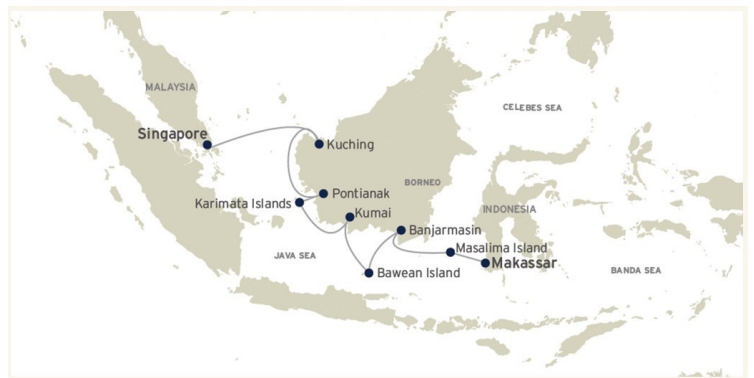 MALAYSIA
CELEBES SEA
Singapore
Kuching
BORNEO
Pontianak
Karimata Islands
Kumai
INDONESIA
Banjarmasin
Masalima Island
JAVA SEA
Makassar
Bawean Island
BANDA SEA